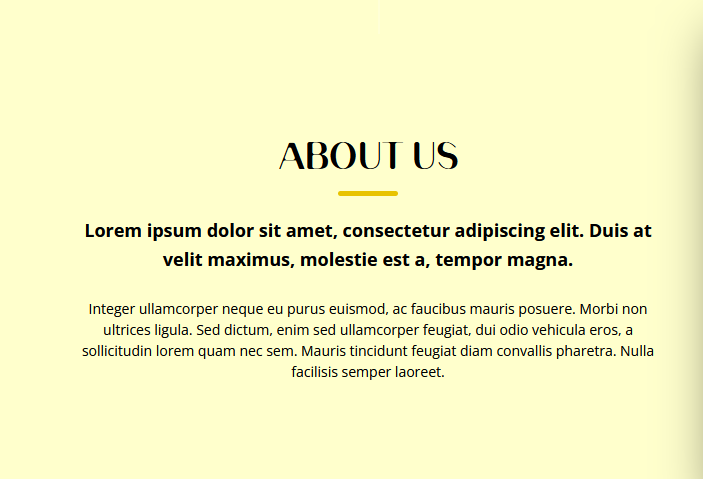 ABOUT US
Lorem ipsum dolor sit amet, consectetur adipiscing elit. Duis at
velit maximus, molestie est a, tempor magna.
Integer ullamcorper neque eu purus euismod, ac faucibus mauris posuere. Morbi non
ultrices ligula. Sed dictum, enim sed ullamcorper feugiat, dui odio vehicula eros, a
sollicitudin lorem quam nec sem. Mauris tincidunt feugiat diam convallis pharetra. Nulla
facilisis semper laoreet.